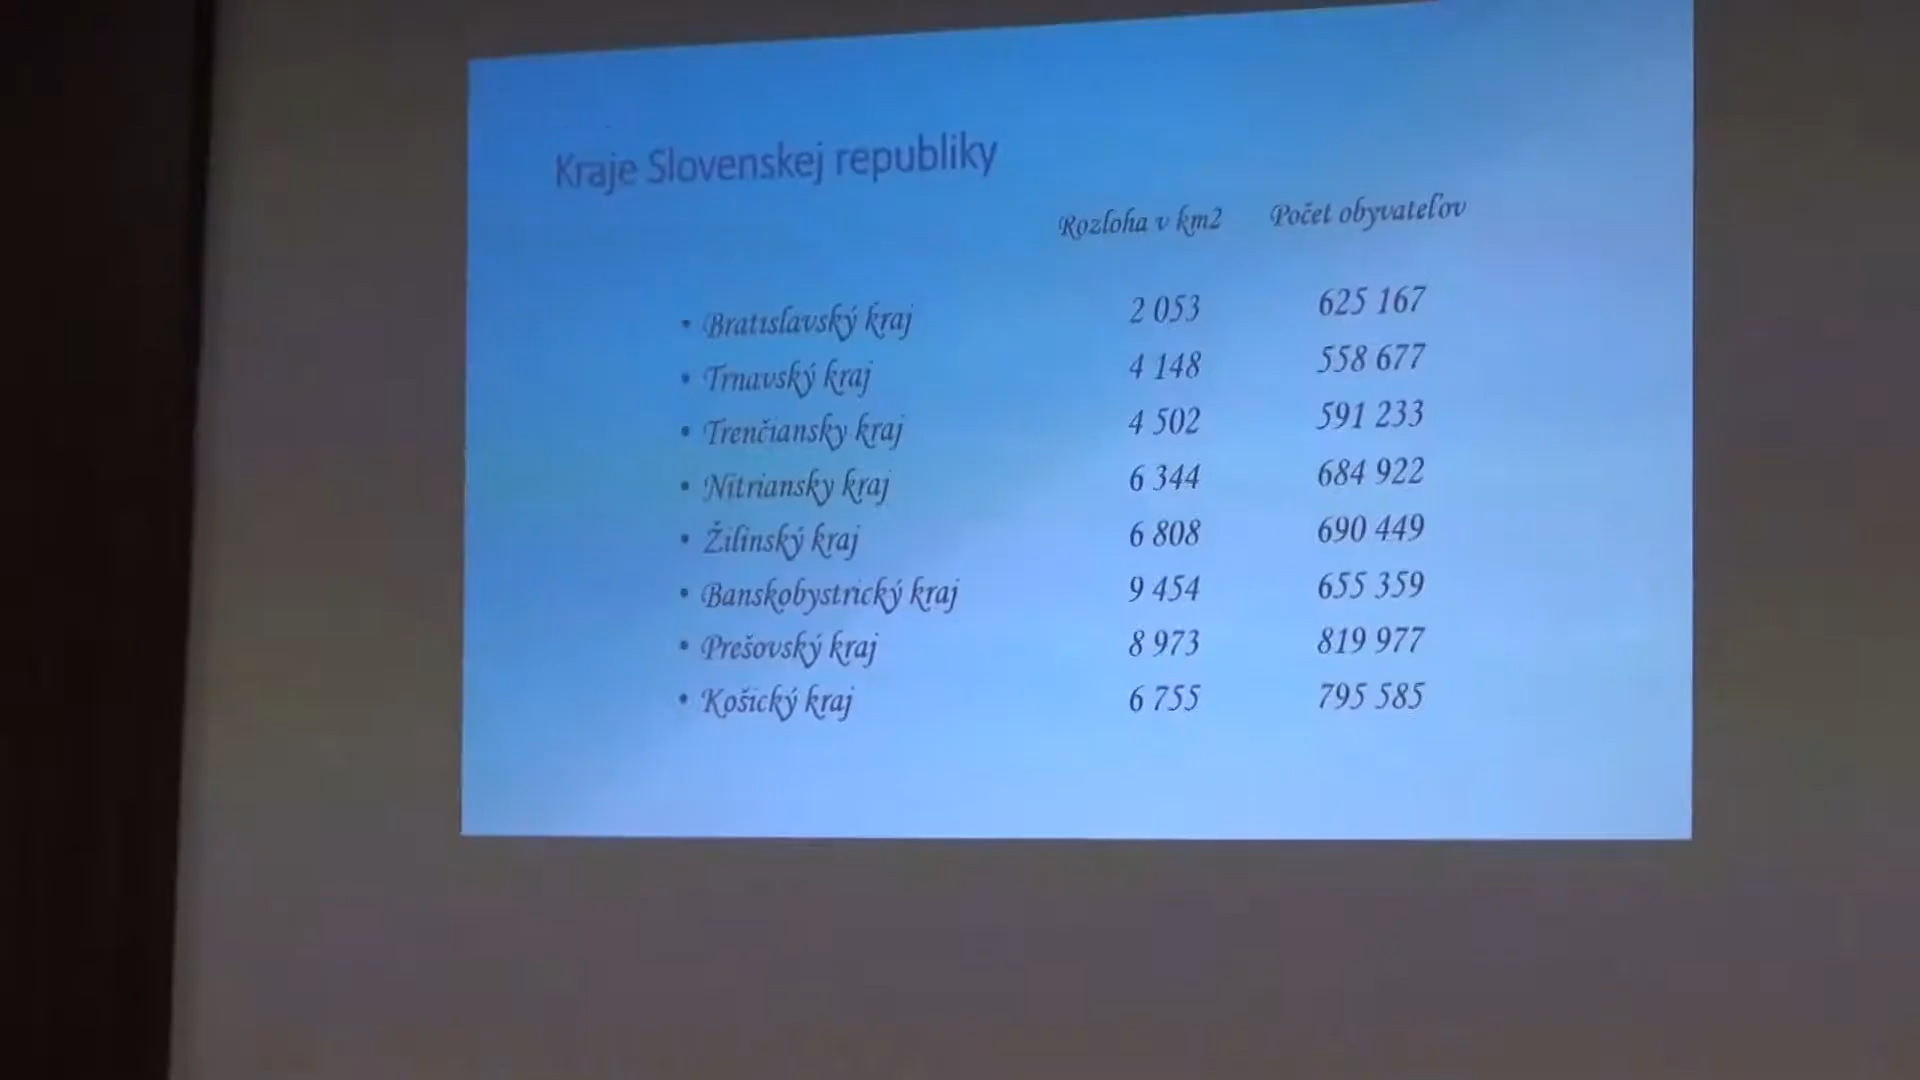 Kraje Slovenskej republiky
Rozloha v km2 Počet obyvateľov
• Bratislavský kraj 2 053 625 167
• Trnavský kraj 4 148 558 677
• Trenčiansky kraj 4 502 591 233
• Nitriansky kraj 6 344 684 922
• Žilinský kraj 6 808 690 449
• Banskobystrický kraj 9 454 655 359
• Prešovský kraj 8 973 819 977
• Košický kraj 6 755 795 585